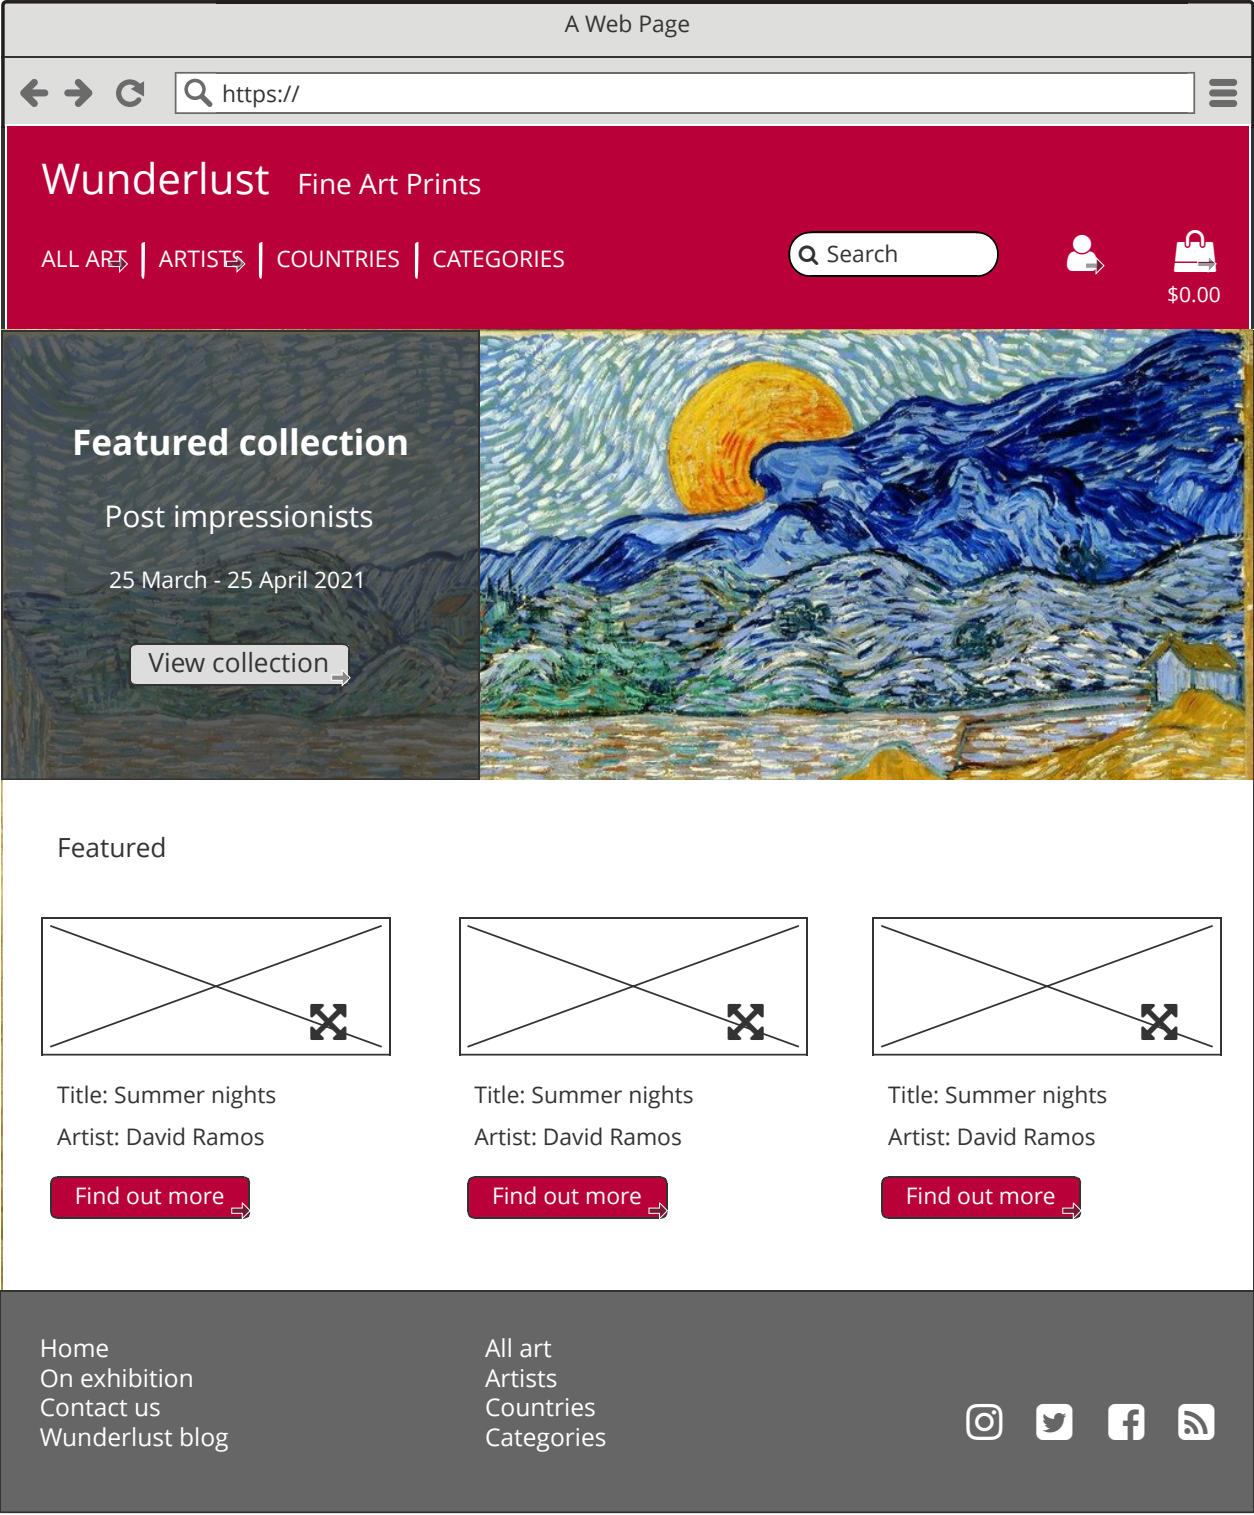 A Web Page
https://
Wunderlust Fine Art Prints
ALL ART ARTISTS COUNTRIES CATEGORIES Search
$0.00
Featured collection
Post impressionists
25 March - 25 April 2021
View collection
Featured
Title: Summer nights Title: Summer nights Title: Summer nights
Artist: David Ramos Artist: David Ramos Artist: David Ramos
Find out more Find out more Find out more
Home
On exhibition
Contact us
Wunderlust blog
All art
Artists
Countries
Categories